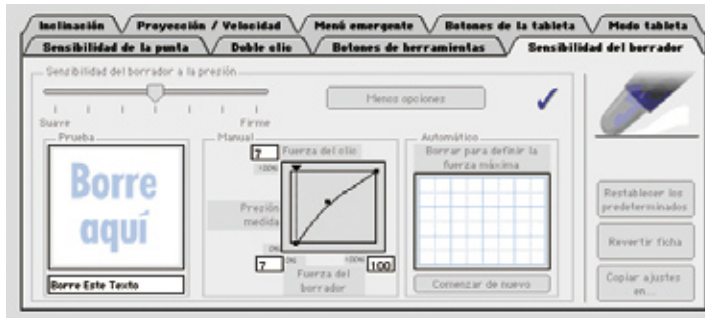 Inclinación
Proyección / Velocidad
Menú emergente
Botones de la tableta
Modo tableta
Sensibilidad de la punta
Doble clic
Botones de herramientas
Sensibilidad del borrador
Sensibilidad del borrador a la presión
Suave
Firme
Menos opciones
Prueba
Borre
aquí
Borre Este Texto
Manual
7
Fuerza del clic
100%
Presión
medida
0%
0%
100%
7
100
Fuerza del
borrador
Automático
Borrar para definir la
fuerza máxima
Comenzar de nuevo
Restablecer los
predeterminados
Revertir ficha
Copiar ajustes
en...